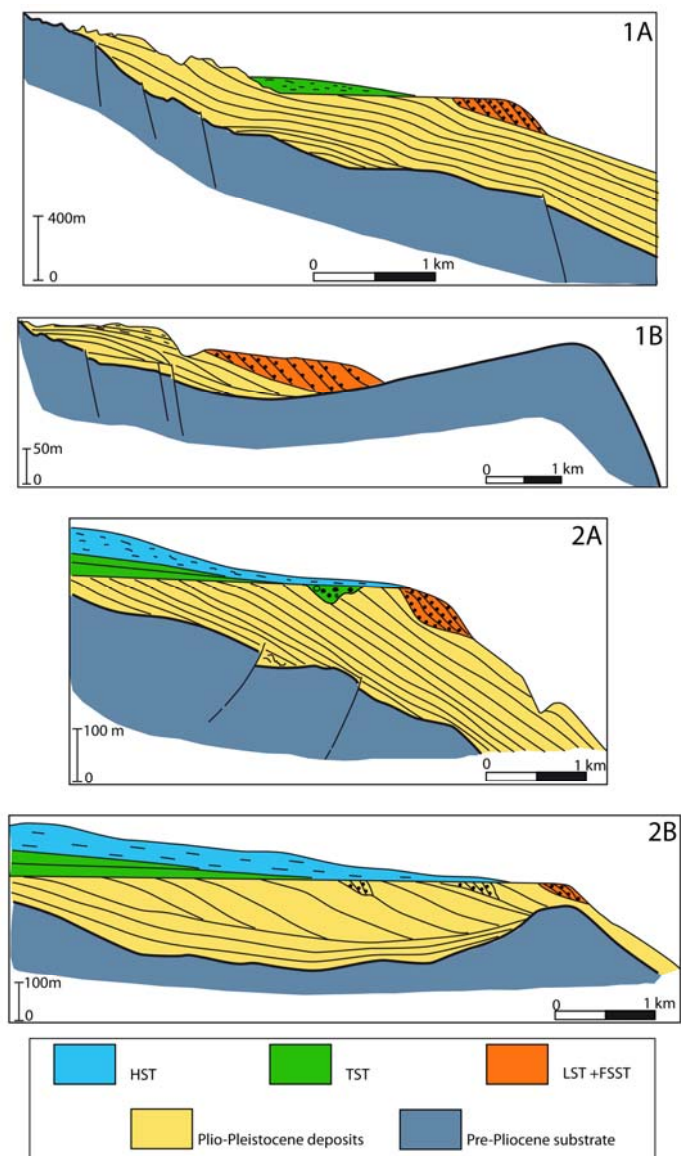 1A
400m
0
0 1 km
1B
50m
0
0 1 km
2A
100 m
0
0 1 km
2B
100m
0
0 1 km
HST TST LST +FSST
Plio-Pleistocene deposits Pre-Pliocene substrate